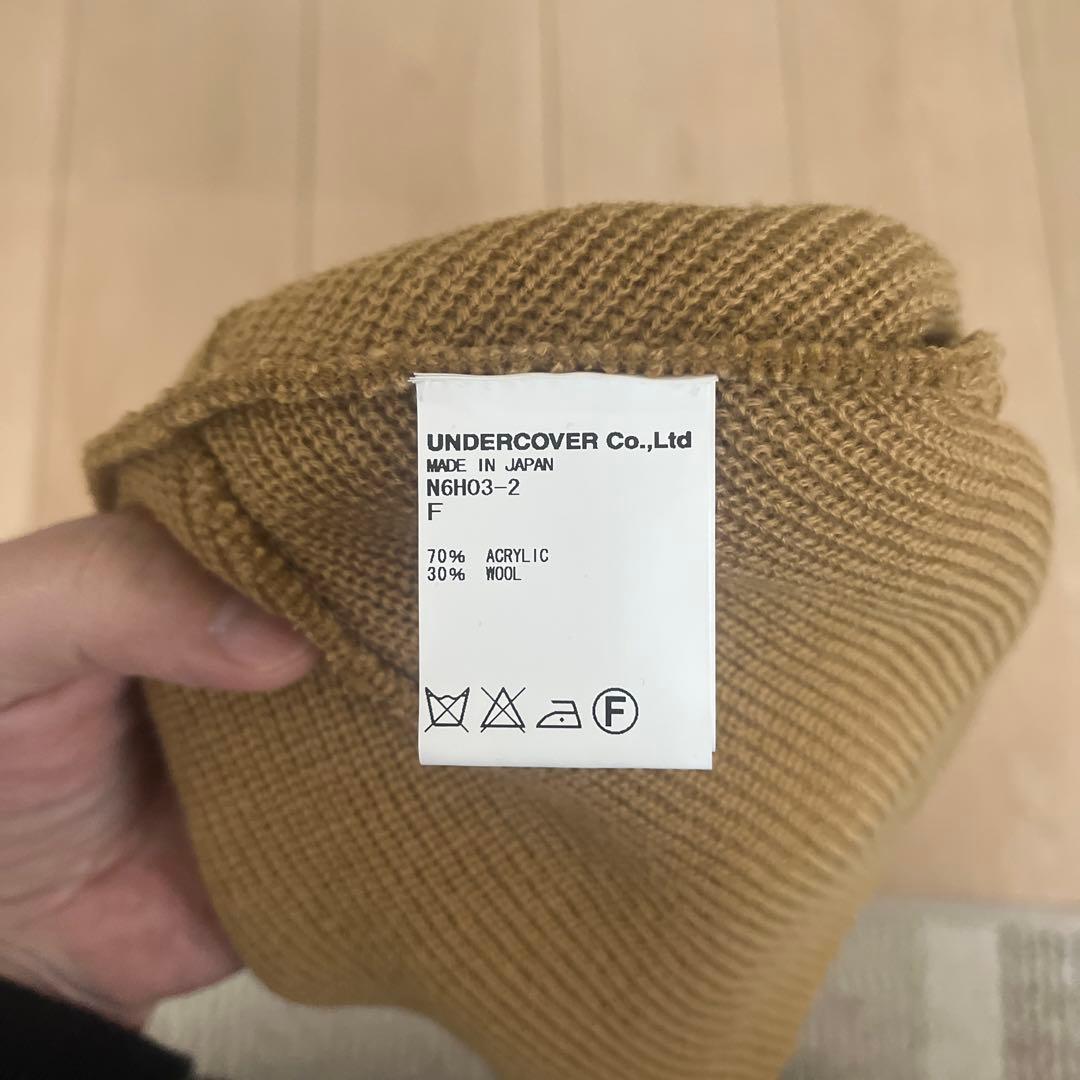 UNDERCOVER Co.,Ltd
MADE IN JAPAN
N6H03-2
F
70% ACRYLIC
30% WOOL
F